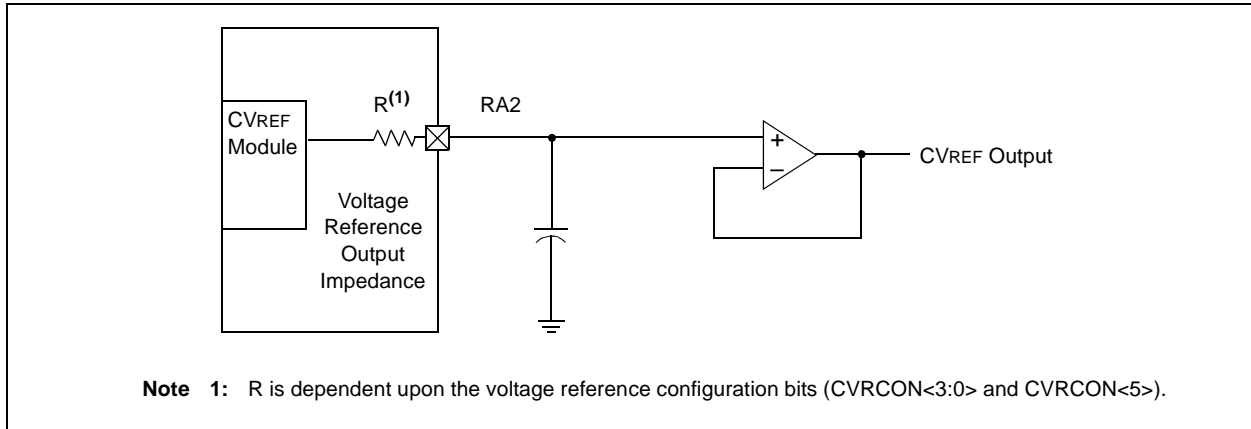 R(1)
RA2
CVREF
Module
Voltage
Reference
Output
Impedance
+
–
CVREF Output
Note 1: R is dependent upon the voltage reference configuration bits (CVRCON<3:0> and CVRCON<5>).